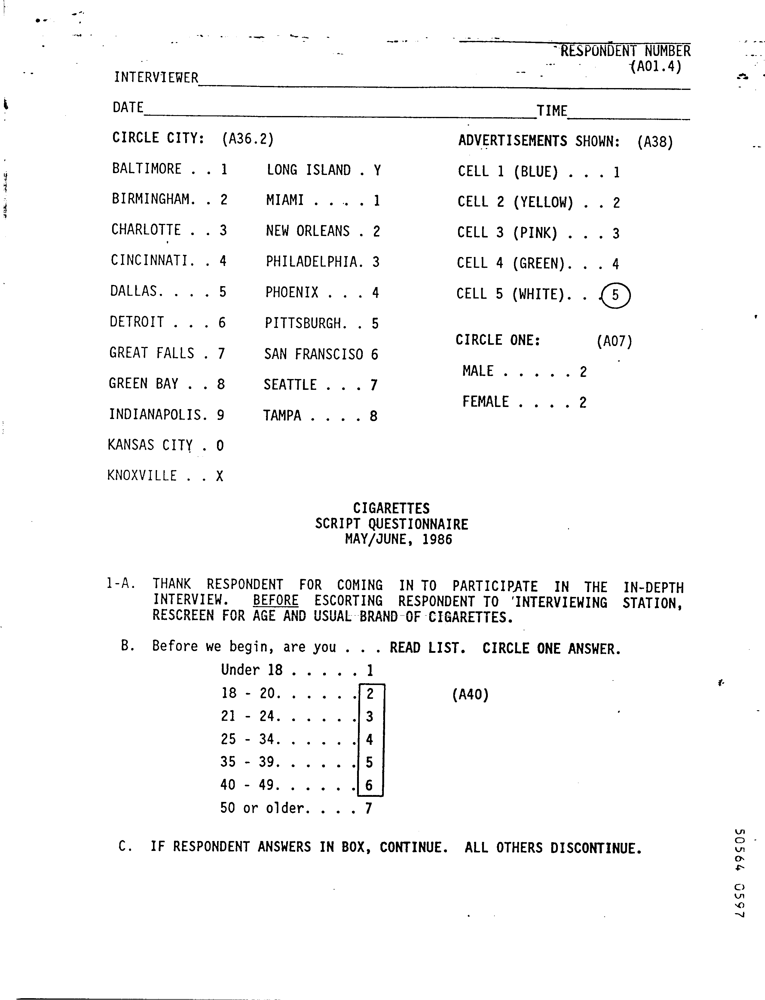 RESPONDENT NUMBER
(A01.4)
INTERVIEWER
DATE TIME
CIRCLE CITY: (A36.2) ADVERTISEMENTS SHOWN: (A38)
BALTIMORE . . 1 LONG ISLAND . Y CELL 1 (BLUE) . . . 1
BIRMINGHAM. . 2 MIAMI . . . . 1 CELL 2 (YELLOW) . . 2
CHARLOTTE . . 3 NEW ORLEANS . 2 CELL 3 (PINK) . . . 3
CINCINNATI. . 4 PHILADELPHIA. 3 CELL 4 (GREEN). . . 4
DALLAS. . . . 5 PHOENIX . . . 4 CELL 5 (WHITE). . . 5
DETROIT . . . 6 PITTSBURGH. . 5
CIRCLE ONE: (A07)
GREAT FALLS . 7 SAN FRANSCISO 6
MALE . . . . . 2
GREEN BAY . . 8 SEATTLE . . . 7
FEMALE . . . . 2
INDIANAPOLIS. 9 TAMPA . . . . 8
KANSAS CITY . 0
KNOXVILLE . . X
CIGARETTES
SCRIPT QUESTIONNAIRE
MAY/JUNE, 1986
1-A. THANK RESPONDENT FOR COMING IN TO PARTICIPATE IN THE IN-DEPTH
INTERVIEW. BEFORE ESCORTING RESPONDENT TO INTERVIEWING STATION,
RESCREEN FOR AGE AND USUAL BRAND OF CIGARETTES.
B. Before we begin, are you . . . READ LIST. CIRCLE ONE ANSWER.
Under 18 . . . . . 1
18 - 20. . . . . . 2 (A40)
21 - 24. . . . . . 3
25 - 34. . . . . . 4
35 - 39. . . . . . 5
40 - 49. . . . . . 6
50 or older. . . . 7
C. IF RESPONDENT ANSWERS IN BOX, CONTINUE. ALL OTHERS DISCONTINUE.
50564 0597